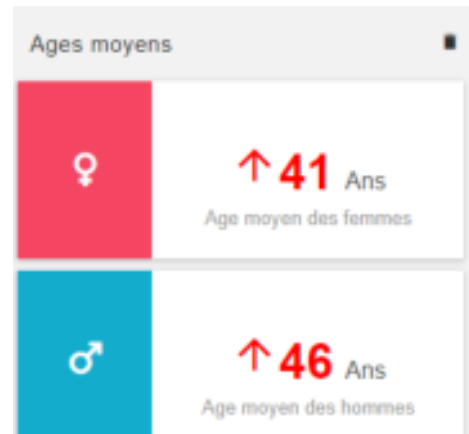 Ages moyens
↑ 41 Ans
Age moyen des femmes
↑ 46 Ans
Age moyen des hommes